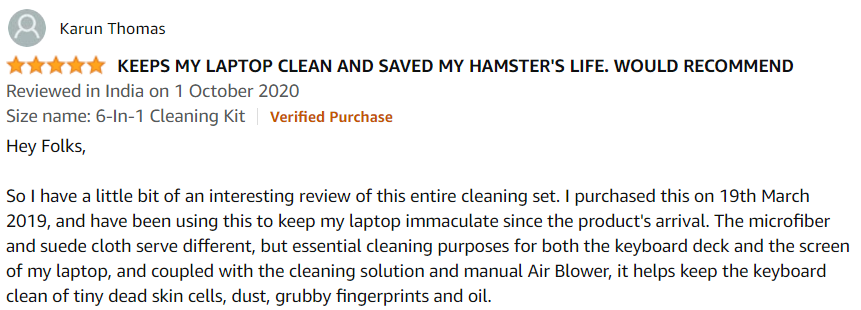 Karun Thomas
KEEPS MY LAPTOP CLEAN AND SAVED MY HAMSTER'S LIFE. WOULD RECOMMEND
Reviewed in India on 1 October 2020
Size name: 6-In-1 Cleaning Kit | Verified Purchase
Hey Folks,
So I have a little bit of an interesting review of this entire cleaning set. I purchased this on 19th March
2019, and have been using this to keep my laptop immaculate since the product's arrival. The microfiber
and suede cloth serve different, but essential cleaning purposes for both the keyboard deck and the screen
of my laptop, and coupled with the cleaning solution and manual Air Blower, it helps keep the keyboard
clean of tiny dead skin cells, dust, grubby fingerprints and oil.